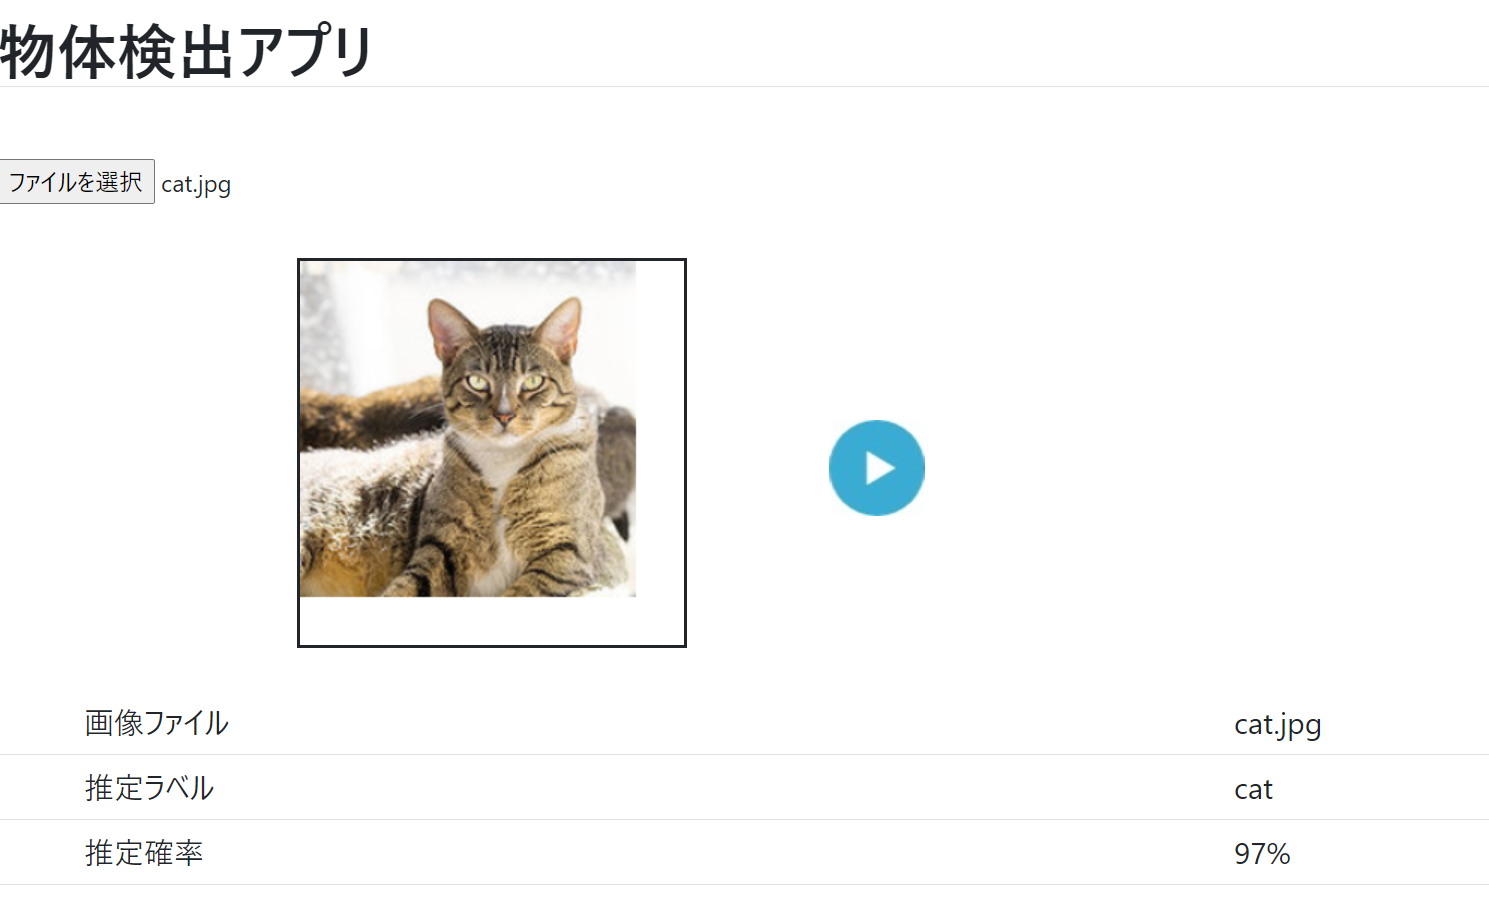 物体検出アプリ
ファイルを選択 cat.jpg
画像ファイル cat.jpg
推定ラベル cat
推定確率 97%